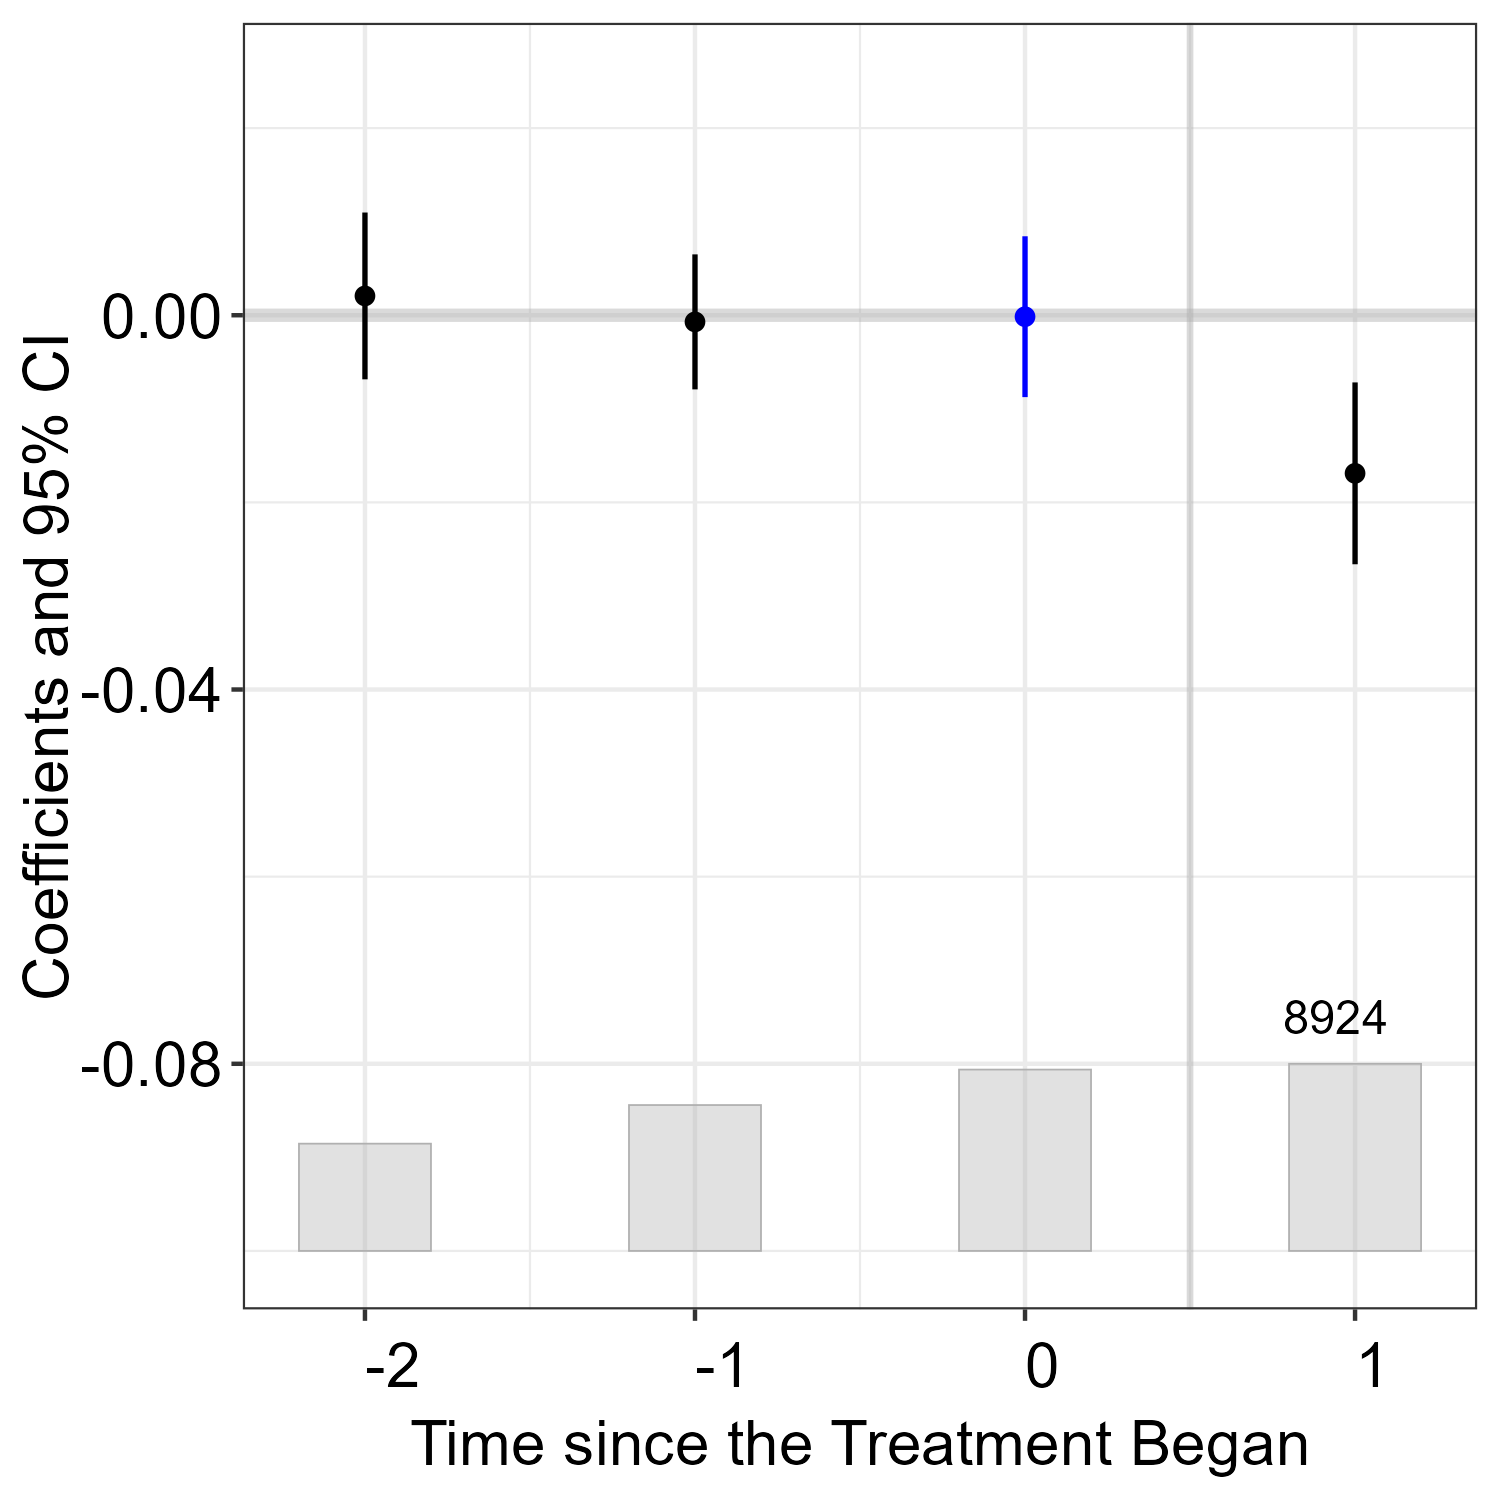 Coefficients and 95% CI
0.00
-0.04
-0.08
8924
-2 -1 0 1
Time since the Treatment Began